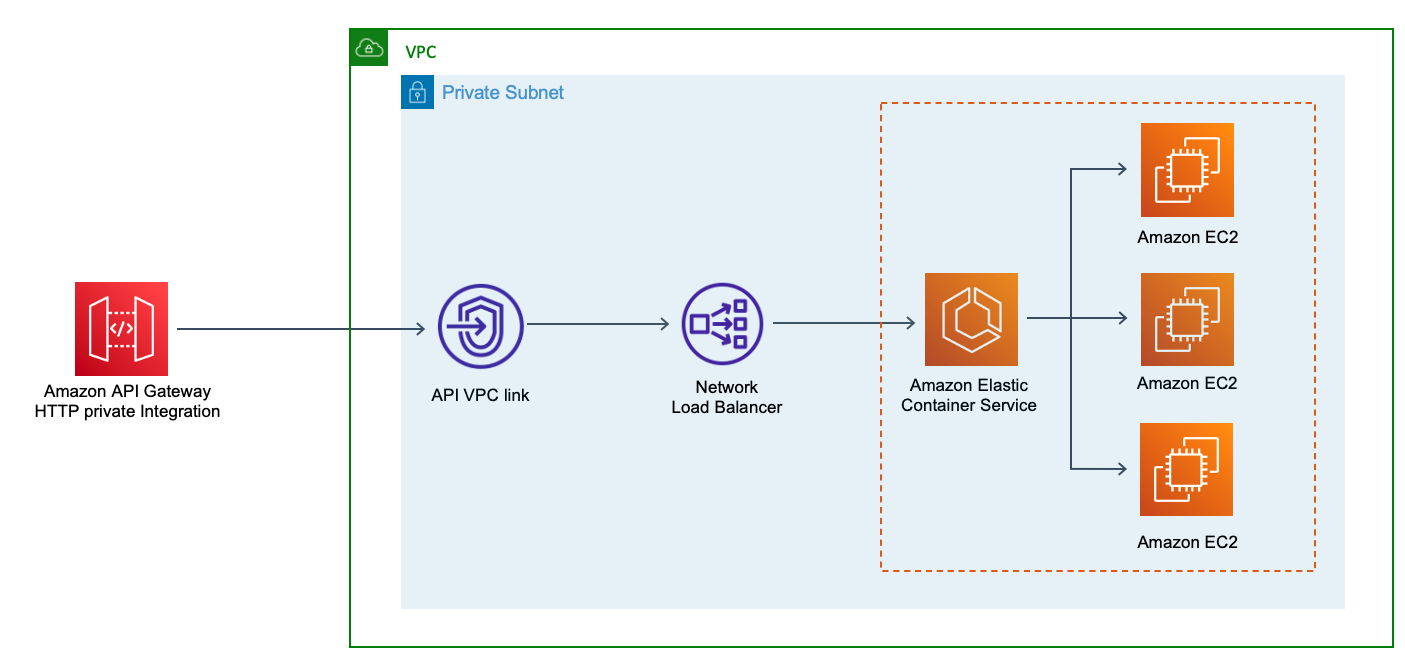 VPC
Private Subnet
Amazon API Gateway
HTTP private Integration
</>
API VPC link
Network
Load Balancer
Amazon Elastic
Container Service
Amazon EC2
Amazon EC2
Amazon EC2